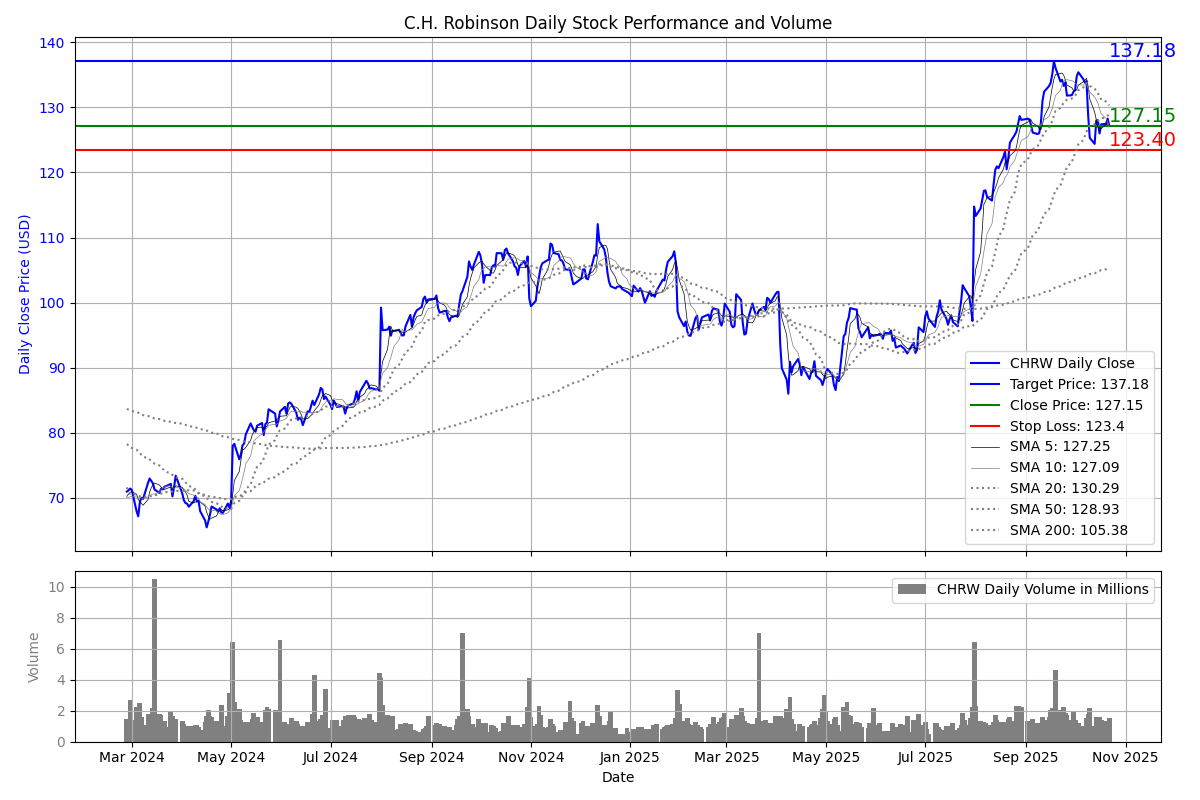 C.H. Robinson Daily Stock Performance and Volume
140
130
120
110
100
90
80
70
Daily Close Price (USD)
137.18
127.15
123.40
CHRW Daily Close
Target Price: 137.18
Close Price: 127.15
Stop Loss: 123.4
SMA 5: 127.25
SMA 10: 127.09
SMA 20: 130.29
SMA 50: 128.93
SMA 200: 105.38
10
8
6
4
2
0
Volume
CHRW Daily Volume in Millions
Mar 2024 May 2024 Jul 2024 Sep 2024 Nov 2024 Jan 2025 Mar 2025 May 2025 Jul 2025 Sep 2025 Nov 2025
Date